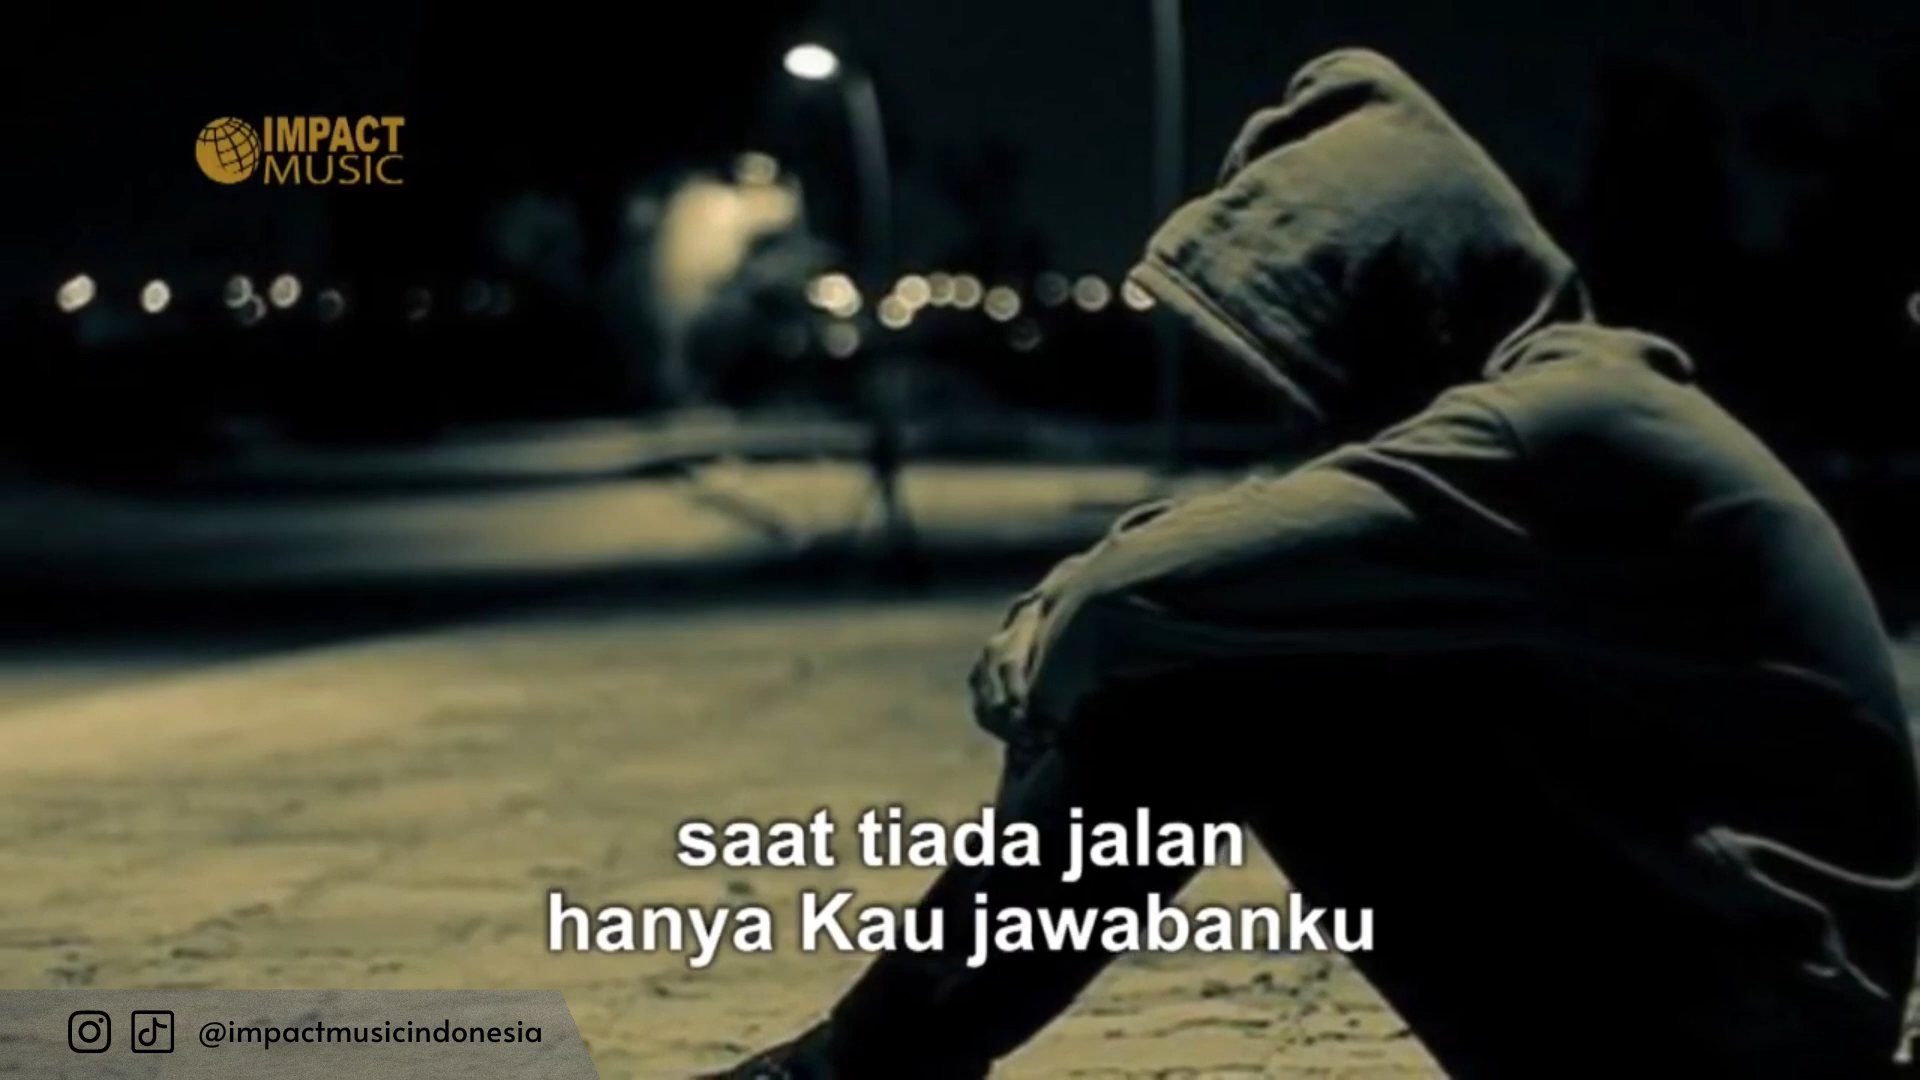 IMPACT
MUSIC
saat tiada jalan
hanya Kau jawabanku
@impactmusicindonesia